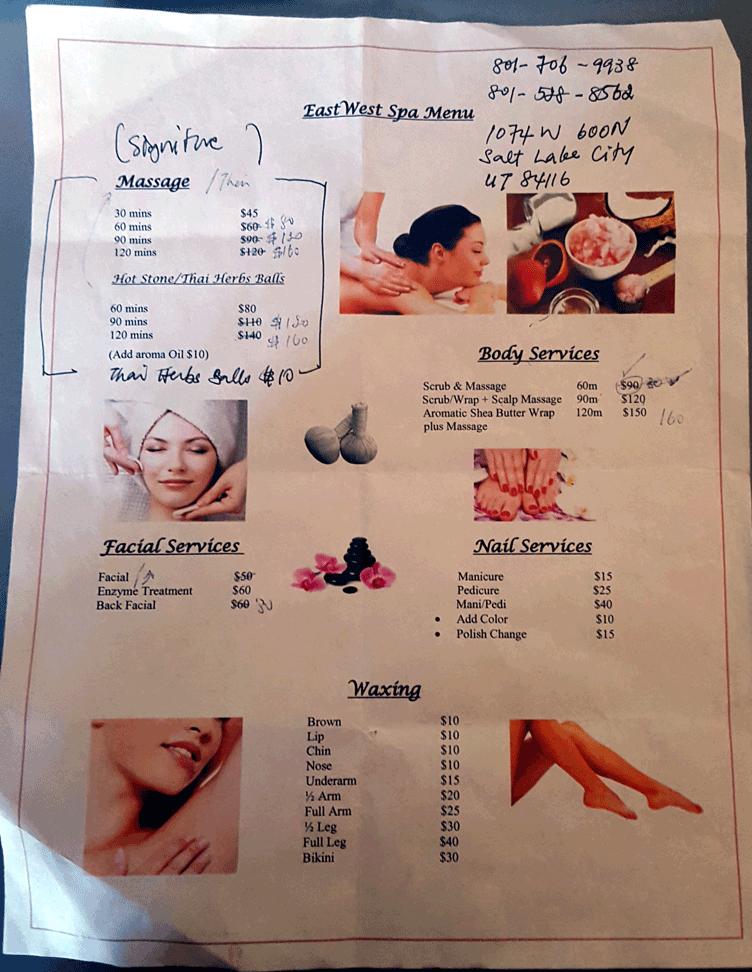 801-706-9938
801-528-8562
East West Spa Menu
1074 W 600 N
Salt Lake City
UT 84116
(Signiture)
Massage /Thai
30 mins $45
60 mins $60 $80
90 mins $90 $130
120 mins $120 $160
Hot Stone/Thai Herbs Balls
60 mins $80
90 mins $110 $130
120 mins $140 $160
(Add aroma Oil $10)
Thai Herbs Balls $10
Body Services
Scrub & Massage 60m $90
Scrub/Wrap + Scalp Massage 90m $120
Aromatic Shea Butter Wrap 120m $150 160
plus Massage
Facial Services
Facial $50
Enzyme Treatment $60
Back Facial $60
Nail Services
Manicure $15
Pedicure $25
Mani/Pedi $40
• Add Color $10
• Polish Change $15
Waxing
Brown $10
Lip $10
Chin $10
Nose $10
Underarm $15
½ Arm $20
Full Arm $25
½ Leg $30
Full Leg $40
Bikini $30